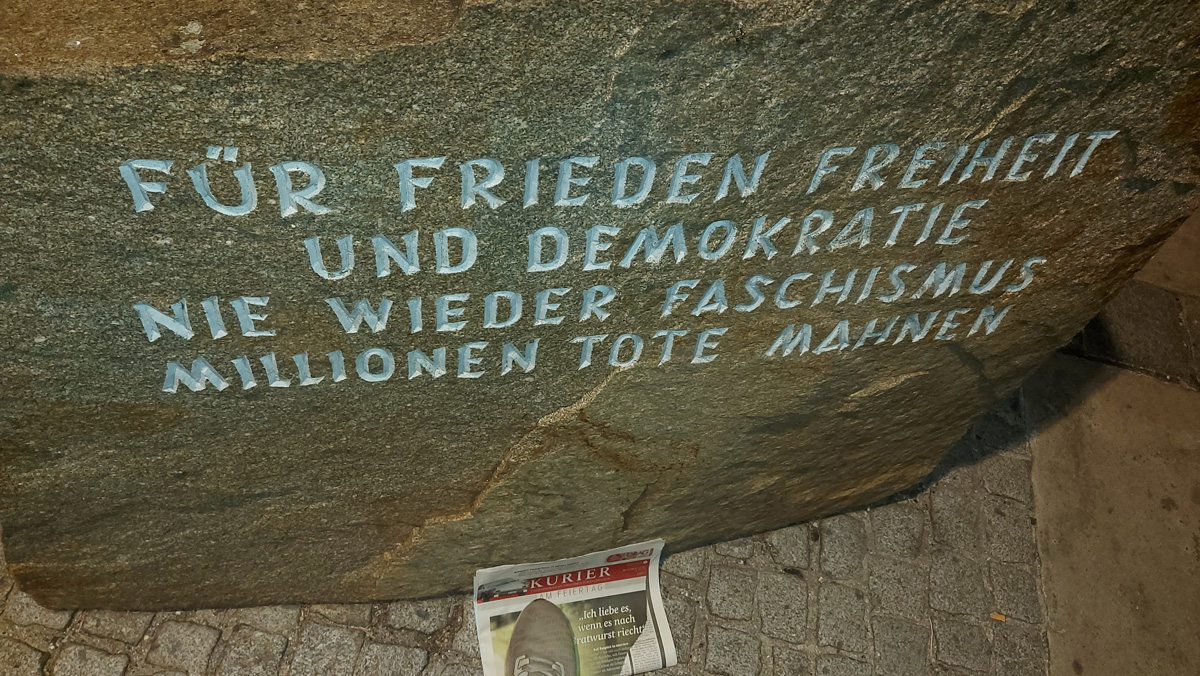 FÜR FRIEDEN FREIHEIT
UND DEMOKRATIE
NIE WIEDER FASCHISMUS
MILLIONEN TOTE MAHNEN
KURIER
AM FEIERTAG
„Ich liebe es,
wenn es nach
ratwurst riecht“